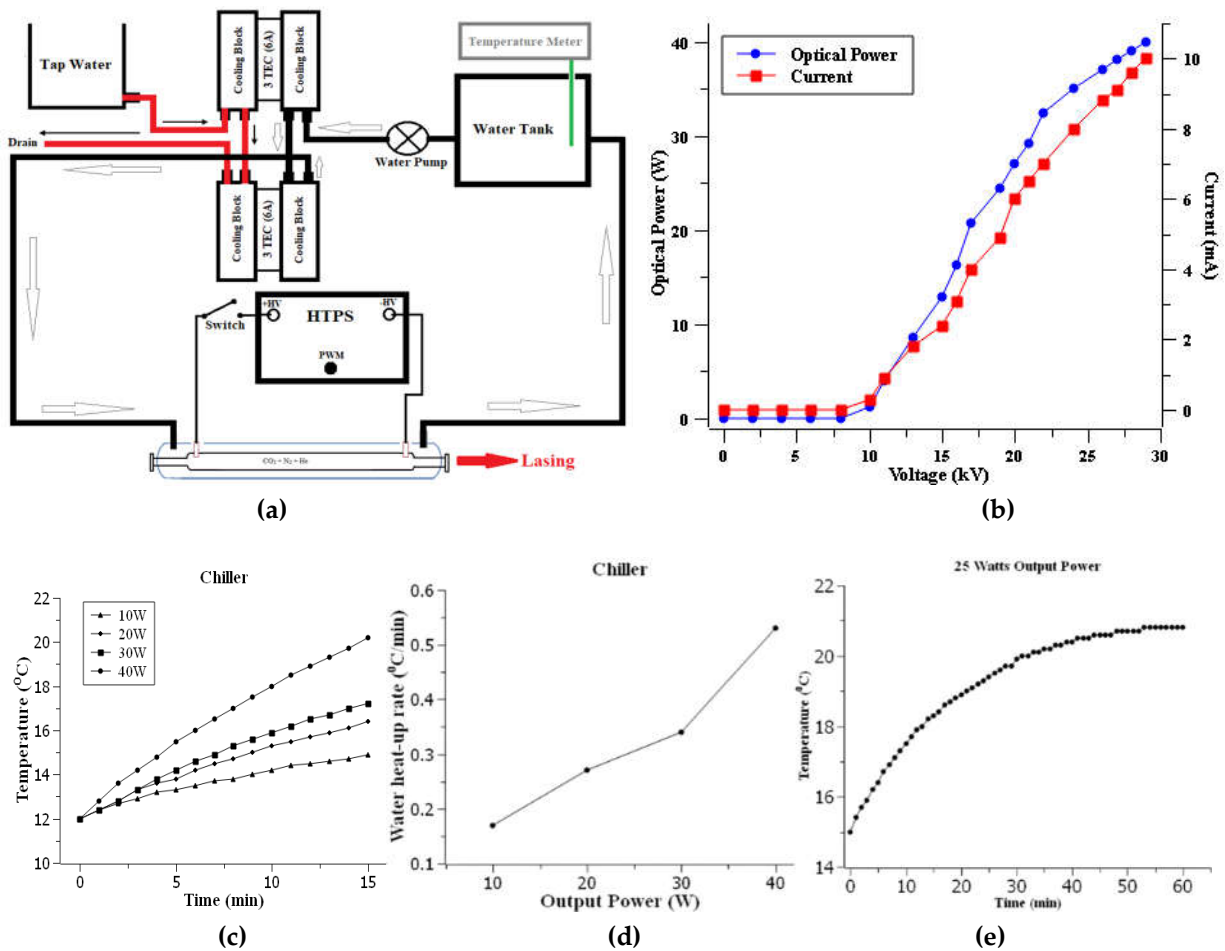 Tap Water
Cooling Block
3 TEC (6A)
Cooling Block
Temperature Meter
Water Tank
Water Pump
Drain
Cooling Block
3 TEC (6A)
Cooling Block
+HV
-HV
Switch
HTPS
PWM
CO₂ + N₂ + He
Lasing
(a)
Optical Power
Current
Optical Power (W)
40
30
20
10
0
Current (mA)
10
8
6
4
2
0
0 5 10 15 20 25 30
Voltage (kV)
(b)
Chiller
10W
20W
30W
40W
Temperature (⁰C)
22
20
18
16
14
12
10
0 5 10 15
Time (min)
(c)
Chiller
Water heat-up rate (⁰C/min)
0.6
0.5
0.4
0.3
0.2
0.1
10 20 30 40
Output Power (W)
(d)
25 Watts Output Power
Temperature (⁰C)
22
20
18
16
14
0 10 20 30 40 50 60
Time (min)
(e)